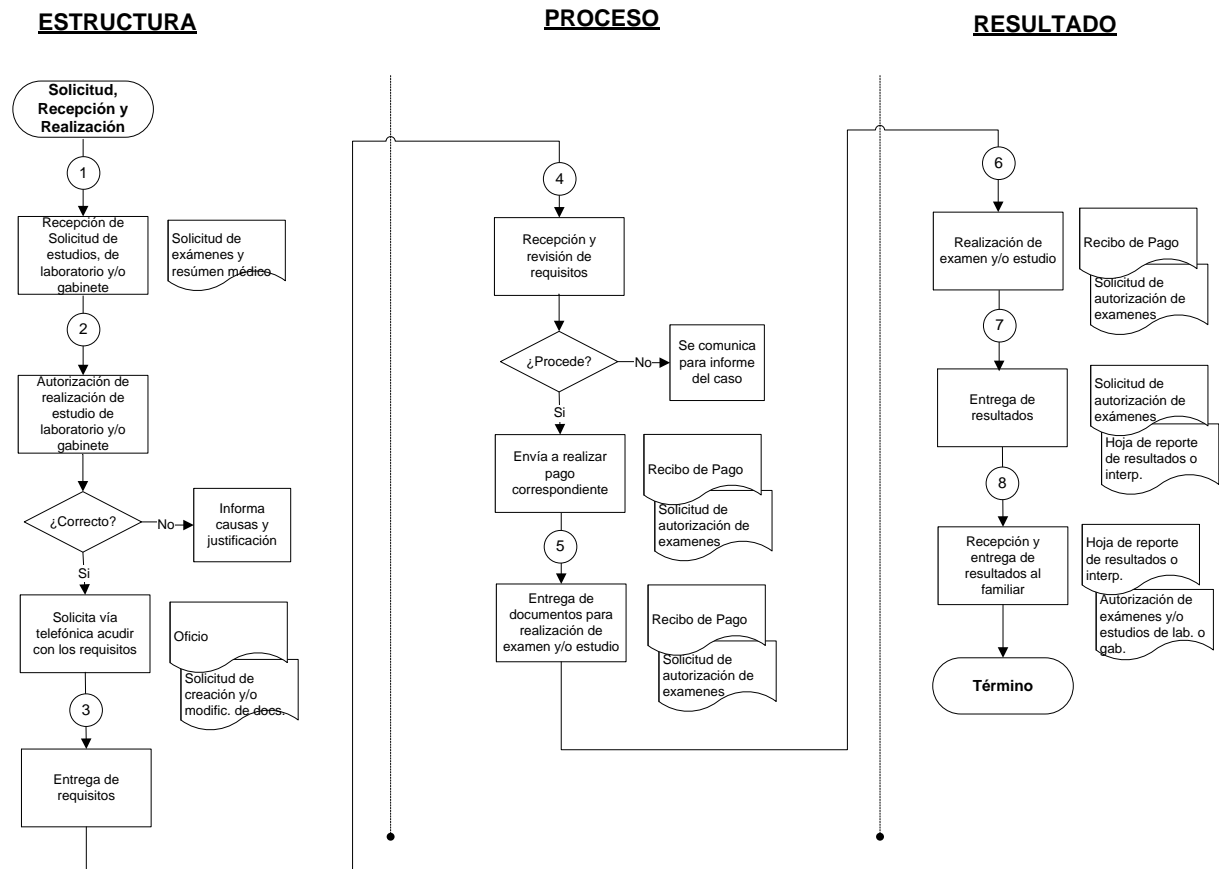 ESTRUCTURA
Solicitud,
Recepción y
Realización
1
Recepción de
Solicitud de
estudios, de
laboratorio y/o
gabinete
Solicitud de
exámenes y
resúmen médico
2
Autorización de
realización de
estudio de
laboratorio y/o
gabinete
¿Correcto?
No
Informa
causas y
justificación
Si
Solicita vía
telefónica acudir
con los requisitos
Oficio
Solicitud de
creación y/o
modific. de docs.
3
Entrega de
requisitos
PROCESO
4
Recepción y
revisión de
requisitos
¿Procede?
No
Se comunica
para informe
del caso
Si
Envía a realizar
pago
correspondiente
Recibo de Pago
Solicitud de
autorización de
examenes
5
Entrega de
documentos para
realización de
examen y/o estudio
Recibo de Pago
Solicitud de
autorización de
examenes
RESULTADO
6
Realización de
examen y/o estudio
Recibo de Pago
Solicitud de
autorización de
examenes
7
Entrega de
resultados
Solicitud de
autorización de
exámenes
Hoja de reporte
de resultados o
interp.
8
Recepción y
entrega de
resultados al
familiar
Hoja de reporte
de resultados o
interp.
Autorización de
exámenes y/o
estudios de lab. o
gab.
Término